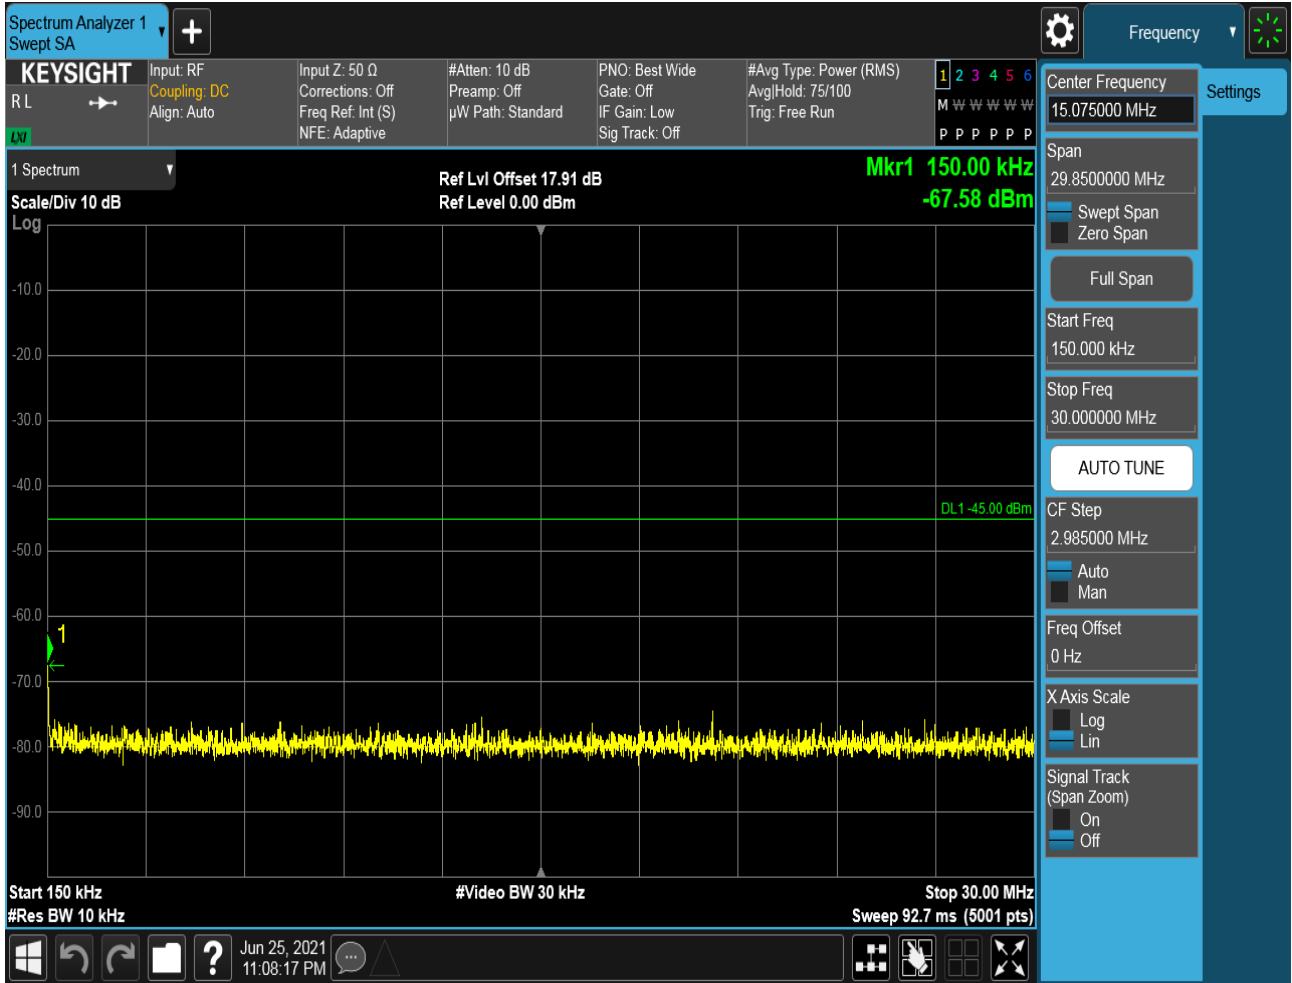 Spectrum Analyzer 1
Swept SA
Frequency
KEYSIGHT
R L
LXI
Input: RF
Coupling: DC
Align: Auto
Input Z: 50 Ω
Corrections: Off
Freq Ref: Int (S)
NFE: Adaptive
#Atten: 10 dB
Preamp: Off
µW Path: Standard
PNO: Best Wide
Gate: Off
IF Gain: Low
Sig Track: Off
#Avg Type: Power (RMS)
Avg|Hold: 75/100
Trig: Free Run
1 2 3 4 5 6
M W W W W W
P P P P P P
1 Spectrum
Scale/Div 10 dB
Log
Ref Lvl Offset 17.91 dB
Ref Level 0.00 dBm
Mkr1 150.00 kHz
-67.58 dBm
-10.0
-20.0
-30.0
-40.0
DL1 -45.00 dBm
-50.0
-60.0
1
-70.0
-80.0
-90.0
Start 150 kHz
#Res BW 10 kHz
#Video BW 30 kHz
Stop 30.00 MHz
Sweep 92.7 ms (5001 pts)
Center Frequency
15.075000 MHz
Settings
Span
29.8500000 MHz
Swept Span
Zero Span
Full Span
Start Freq
150.000 kHz
Stop Freq
30.000000 MHz
AUTO TUNE
CF Step
2.985000 MHz
Auto
Man
Freq Offset
0 Hz
X Axis Scale
Log
Lin
Signal Track
(Span Zoom)
On
Off
?
Jun 25, 2021
11:08:17 PM